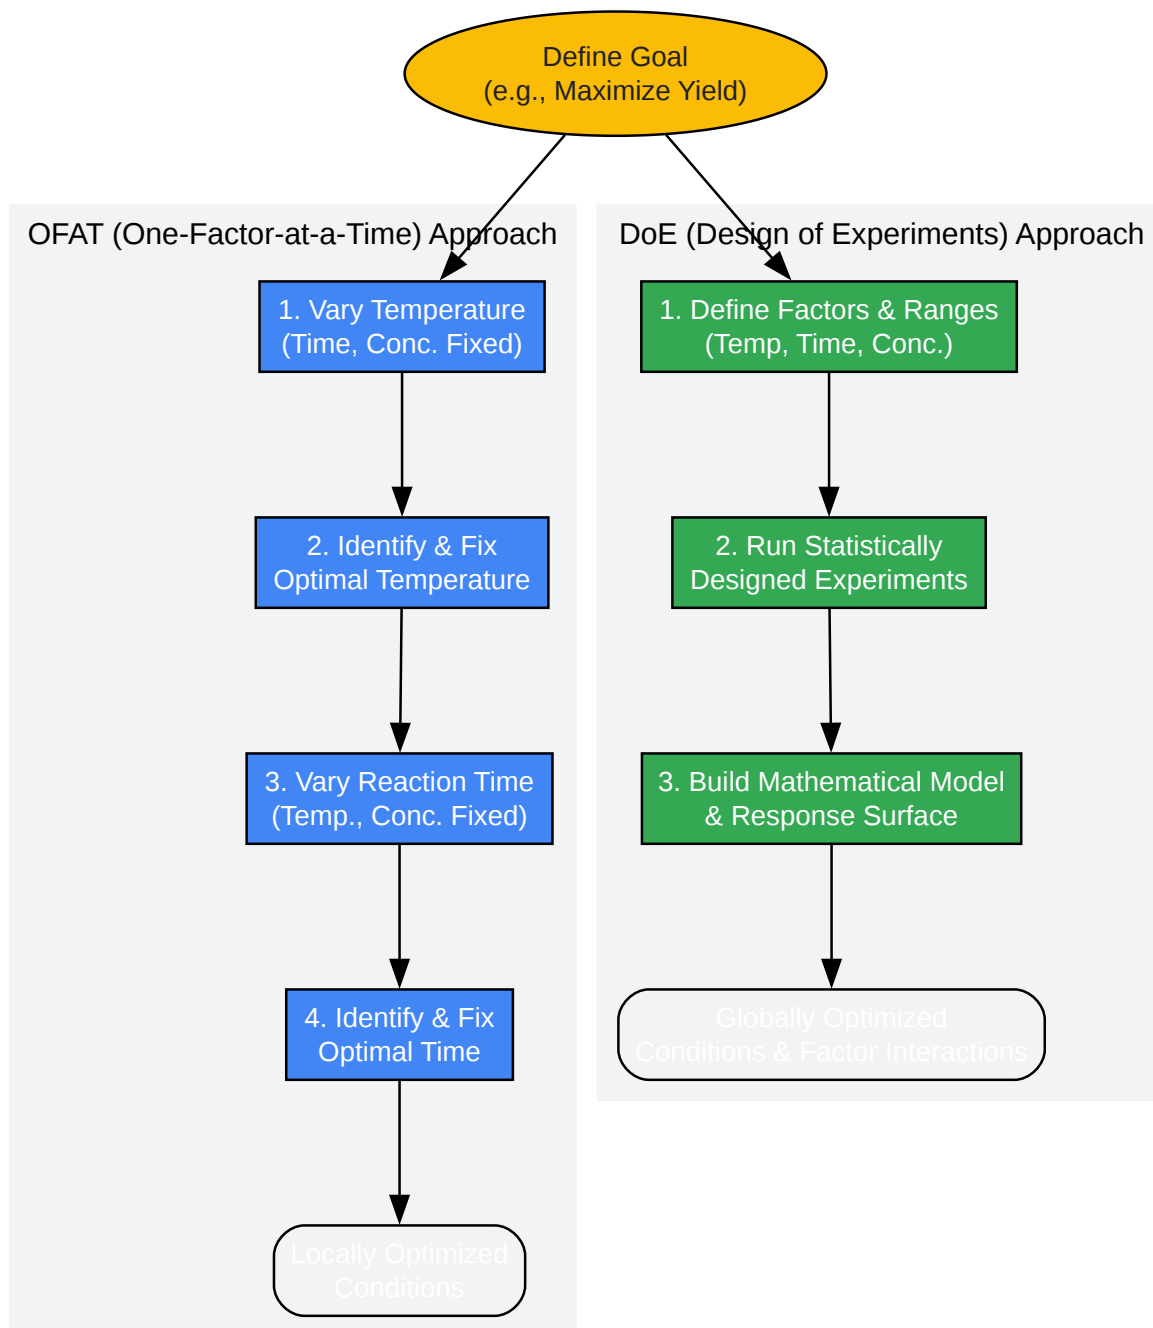 Define Goal
(e.g., Maximize Yield)
OFAT (One-Factor-at-a-Time) Approach
1. Vary Temperature
(Time, Conc. Fixed)
2. Identify & Fix
Optimal Temperature
3. Vary Reaction Time
(Temp., Conc. Fixed)
4. Identify & Fix
Optimal Time
Locally Optimized
Conditions
DoE (Design of Experiments) Approach
1. Define Factors & Ranges
(Temp, Time, Conc.)
2. Run Statistically
Designed Experiments
3. Build Mathematical Model
& Response Surface
Globally Optimized
Conditions & Factor Interactions